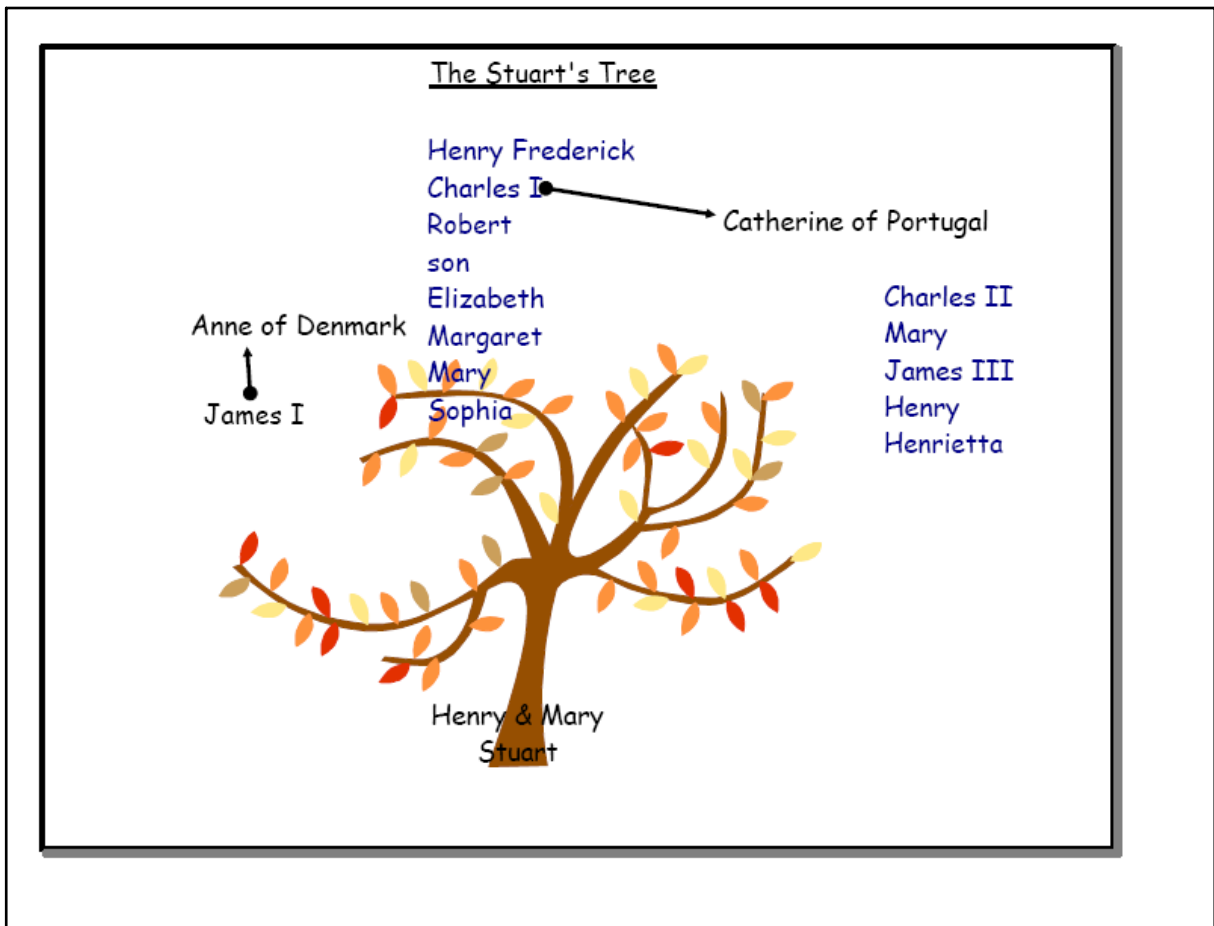 The Stuart's Tree
Henry Frederick
Charles I
Robert
son
Elizabeth
Margaret
Mary
Sophia
Catherine of Portugal
Anne of Denmark
James I
Charles II
Mary
James III
Henry
Henrietta
Henry & Mary
Stuart